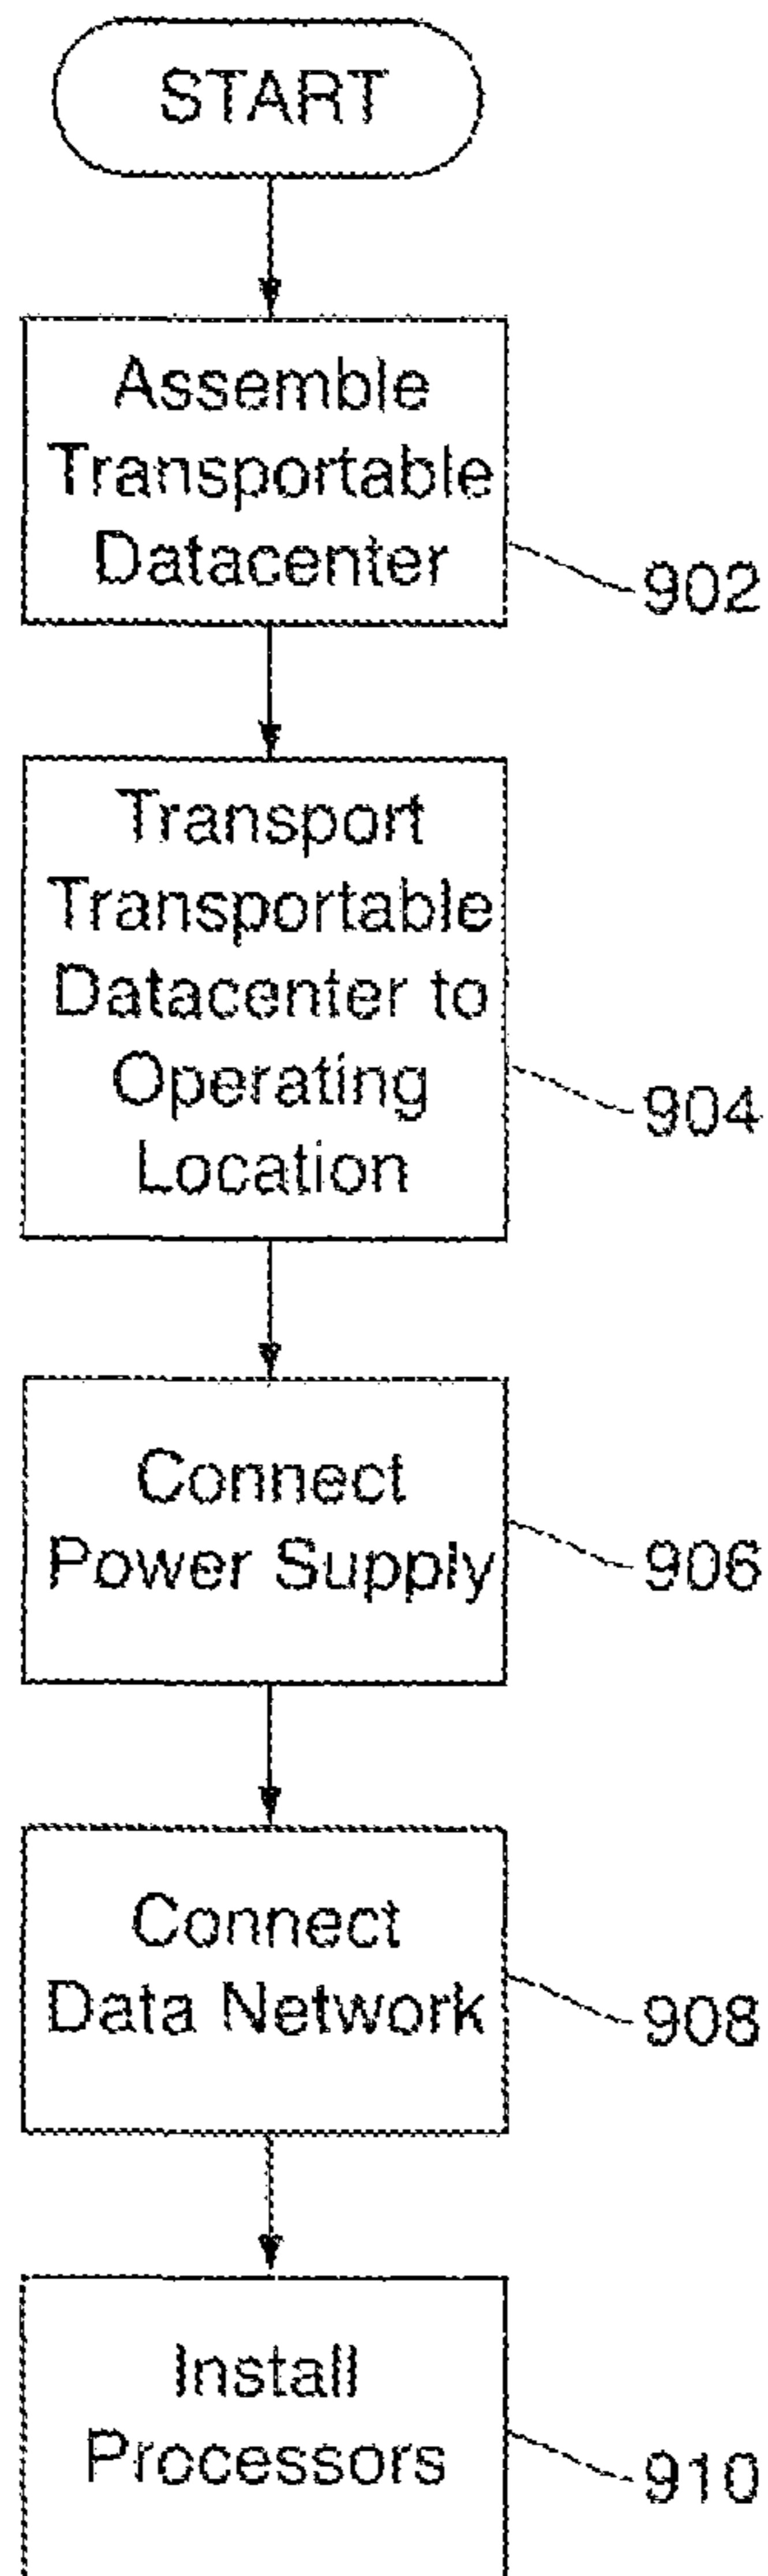 START
Assemble
Transportable
Datacenter
902
Transport
Transportable
Datacenter to
Operating
Location
904
Connect
Power Supply
906
Connect
Data Network
908
Install
Processors
910